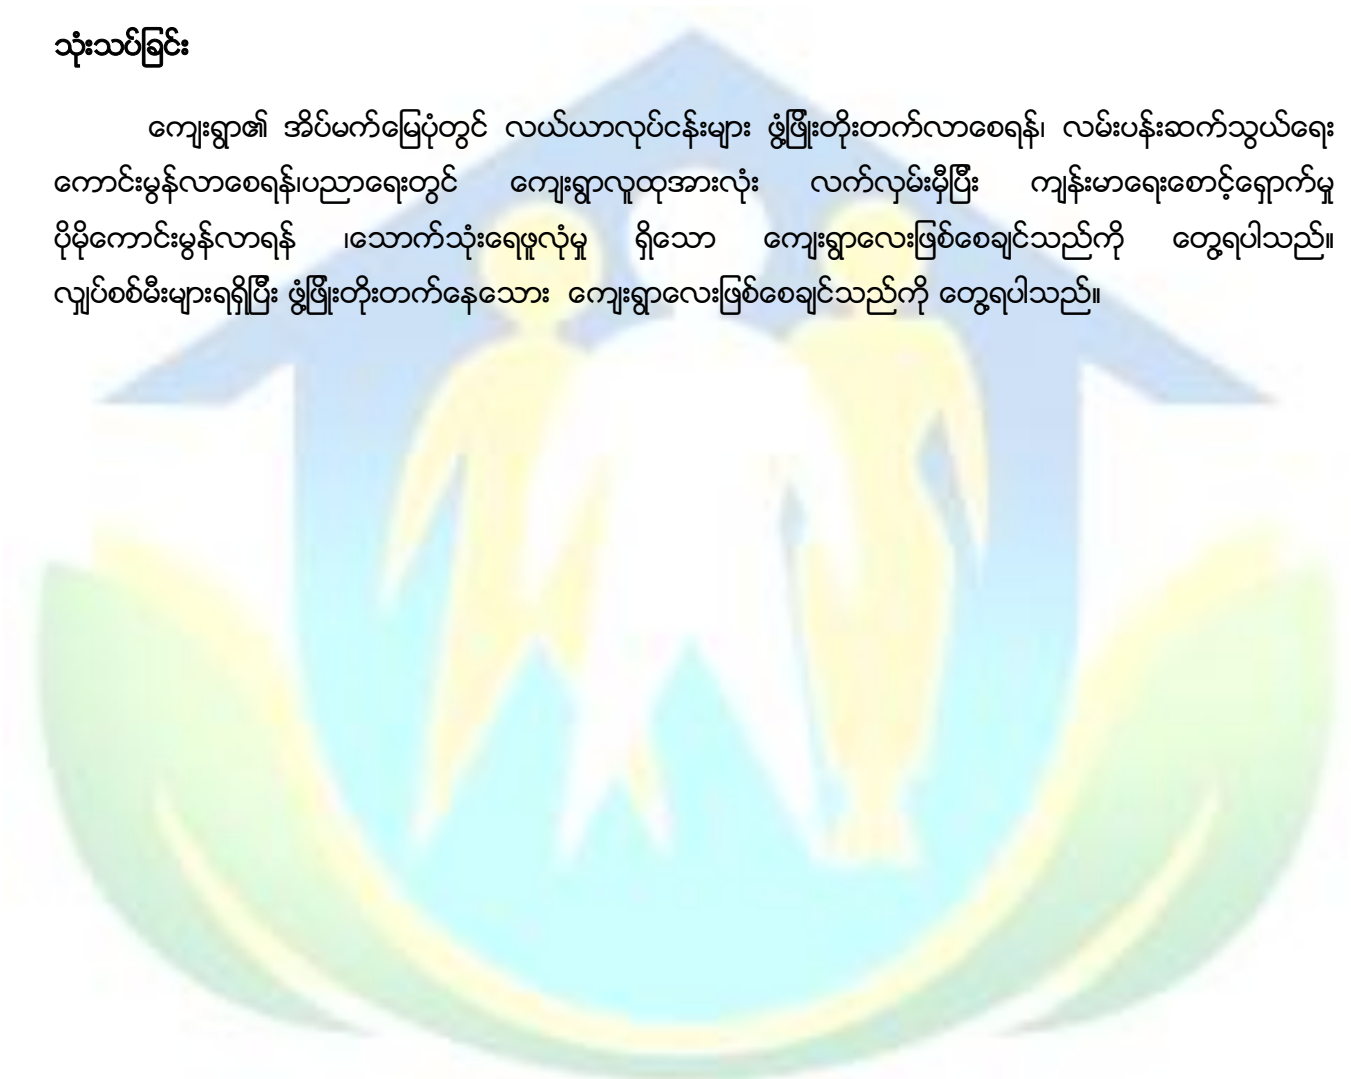 သုံးသပ်ခြင်း
ကျေးရွာ၏ အိပ်မက်မြေပုံတွင် လယ်ယာလုပ်ငန်းများ ဖွံ့ဖြိုးတိုးတက်လာစေရန်၊ လမ်းပန်းဆက်သွယ်ရေး
ကောင်းမွန်လာစေရန်၊ပညာရေးတွင် ကျေးရွာလူထုအားလုံး လက်လှမ်းမှီပြီး ကျန်းမာရေးစောင့်ရှောက်မှု
ပိုမိုကောင်းမွန်လာရန် ၊သောက်သုံးရေဖူလုံမှု ရှိသော ကျေးရွာလေးဖြစ်စေချင်သည်ကို တွေ့ရပါသည်။
လျှပ်စစ်မီးများရရှိပြီး ဖွံ့ဖြိုးတိုးတက်နေသေား ကျေးရွာလေးဖြစ်စေချင်သည်ကို တွေ့ရပါသည်။